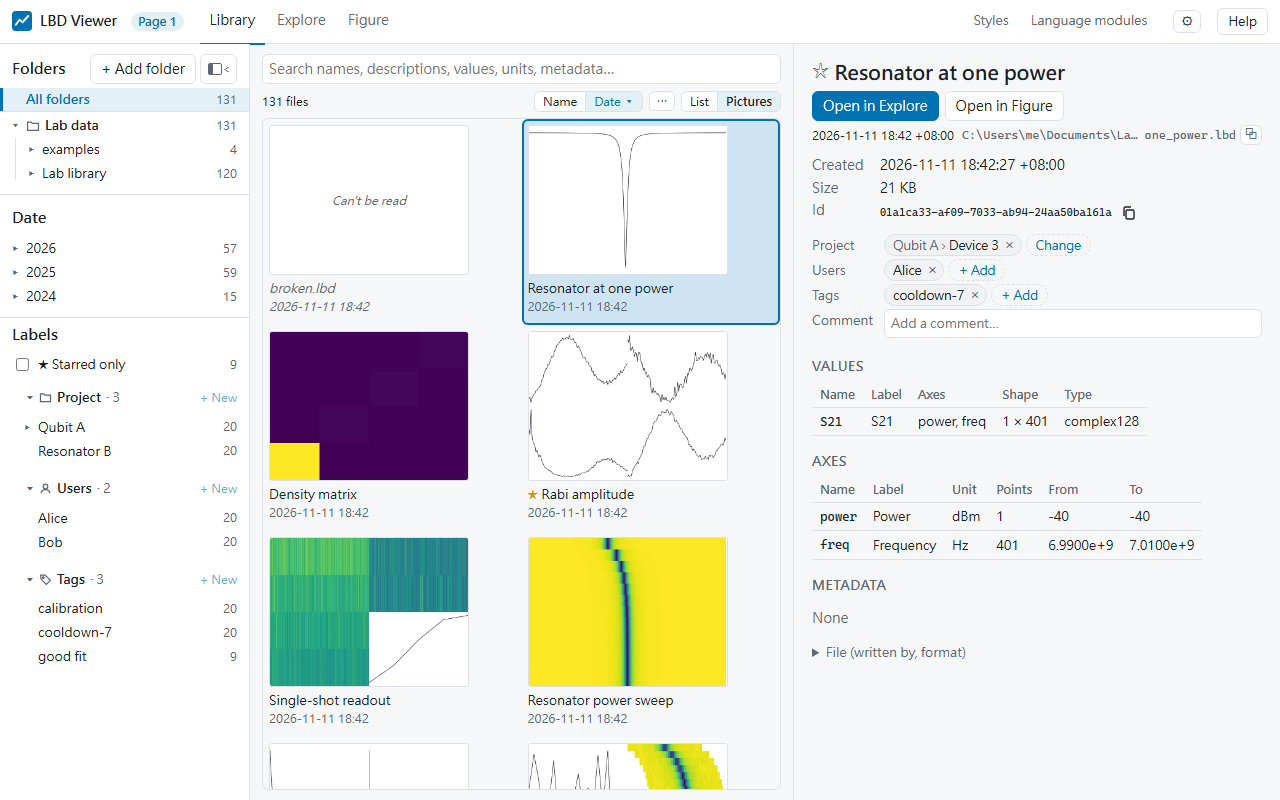 LBD Viewer Page 1 Library Explore Figure Styles Language modules Help
Folders + Add folder
All folders 131
Lab data 131
examples 4
Lab library 120
Date
2026 57
2025 59
2024 15
Labels
★ Starred only 9
Project · 3 + New
Qubit A 20
Resonator B 20
Users · 2 + New
Alice 20
Bob 20
Tags · 3 + New
calibration 20
cooldown-7 20
good fit 9
Search names, descriptions, values, units, metadata...
131 files Name Date ... List Pictures
Can't be read
broken.lbd
2026-11-11 18:42
Resonator at one power
2026-11-11 18:42
Density matrix
2026-11-11 18:42
★ Rabi amplitude
2026-11-11 18:42
Single-shot readout
2026-11-11 18:42
Resonator power sweep
2026-11-11 18:42
☆ Resonator at one power
Open in Explore Open in Figure
2026-11-11 18:42 +08:00 C:\Users\me\Documents\La… one_power.lbd
Created 2026-11-11 18:42:27 +08:00
Size 21 KB
Id 01a1ca33-af09-7033-ab94-24aa50ba161a
Project Qubit A › Device 3 × Change
Users Alice × + Add
Tags cooldown-7 × + Add
Comment Add a comment...
VALUES
Name Label Axes Shape Type
S21 S21 power, freq 1 × 401 complex128
AXES
Name Label Unit Points From To
power Power dBm 1 -40 -40
freq Frequency Hz 401 6.9900e+9 7.0100e+9
METADATA
None
File (written by, format)